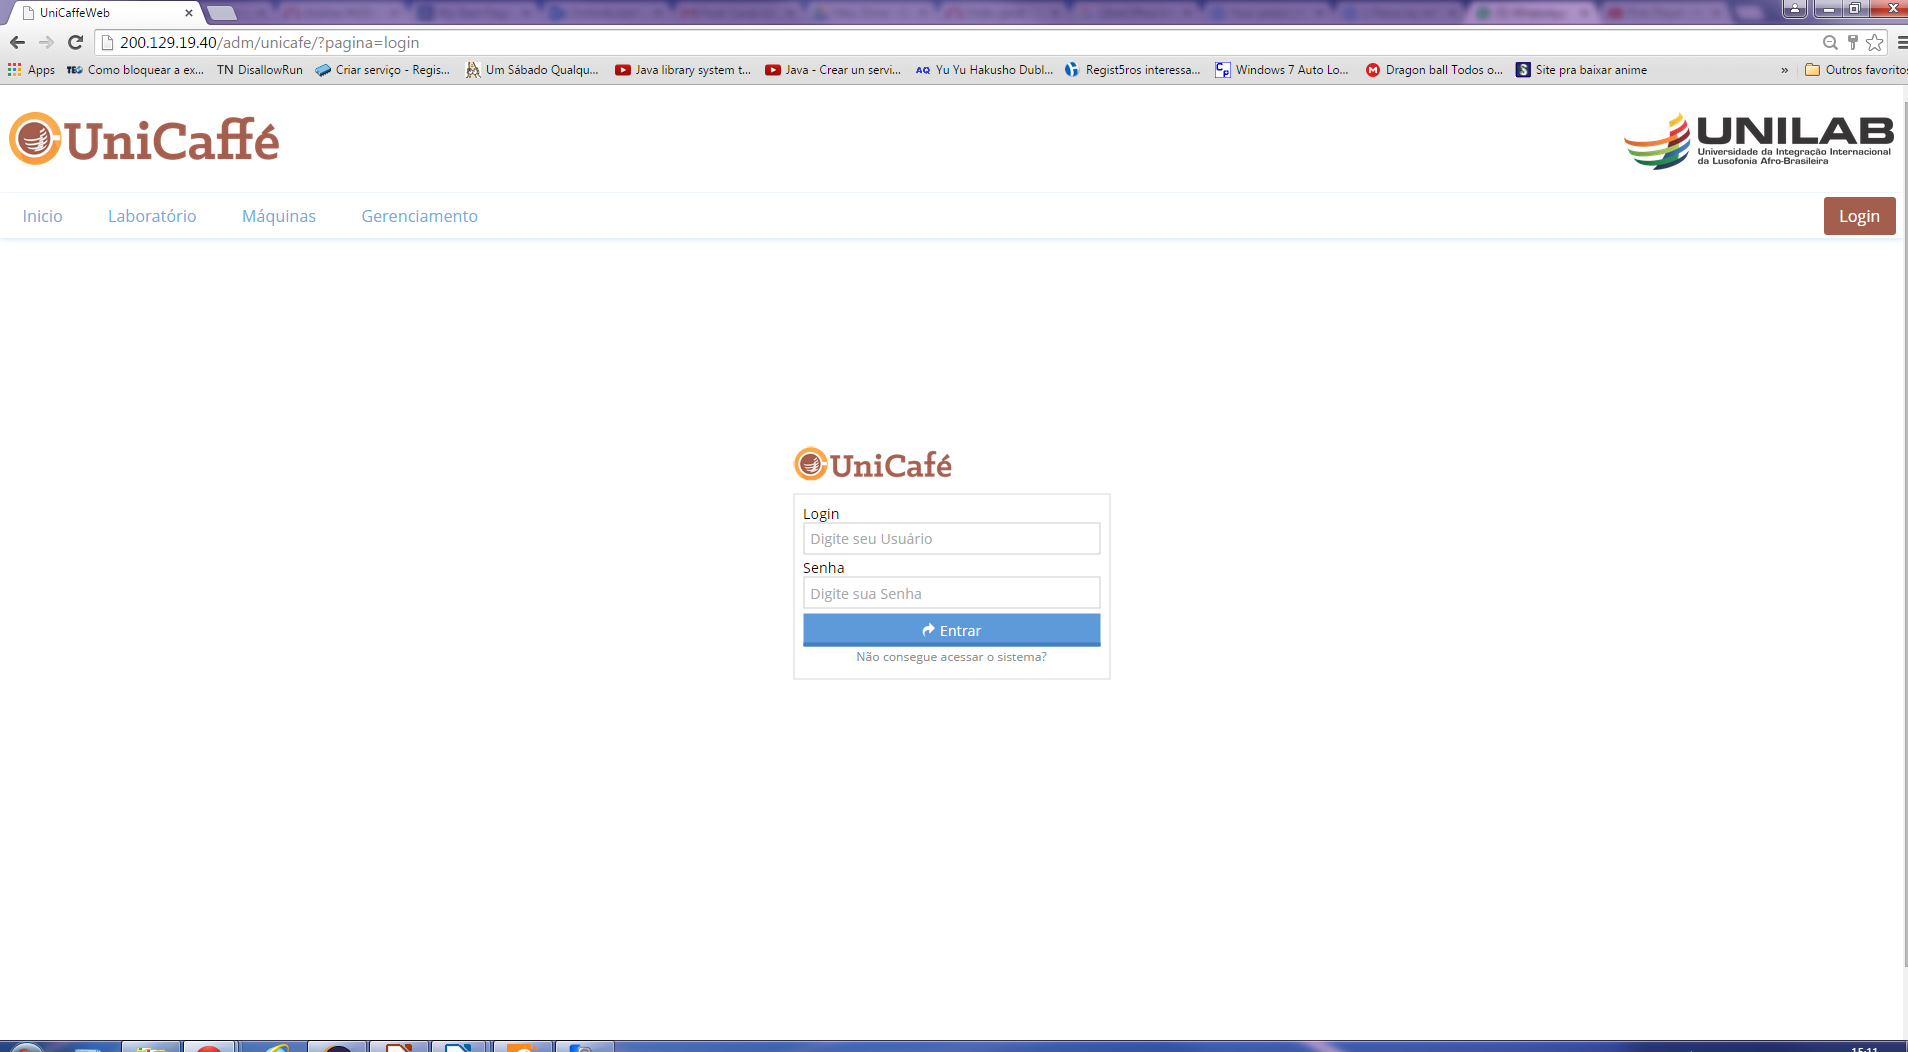 UniCaffeWeb
200.129.19.40/adm/unicafe/?pagina=login
Apps Como bloquear a ex... TN DisallowRun Criar serviço - Regis... Um Sábado Qualqu... Java library system t... Java - Crear un servi... AQ Yu Yu Hakusho Dubl... Regist5ros interessa... Cp Windows 7 Auto Lo... M Dragon ball Todos o... S Site pra baixar anime » Outros favoritos
UniCaffé
UNILAB
Universidade da Integração Internacional
da Lusofonia Afro-Brasileira
Inicio Laboratório Máquinas Gerenciamento Login
UniCafé
Login
Digite seu Usuário
Senha
Digite sua Senha
Entrar
Não consegue acessar o sistema?
15:11